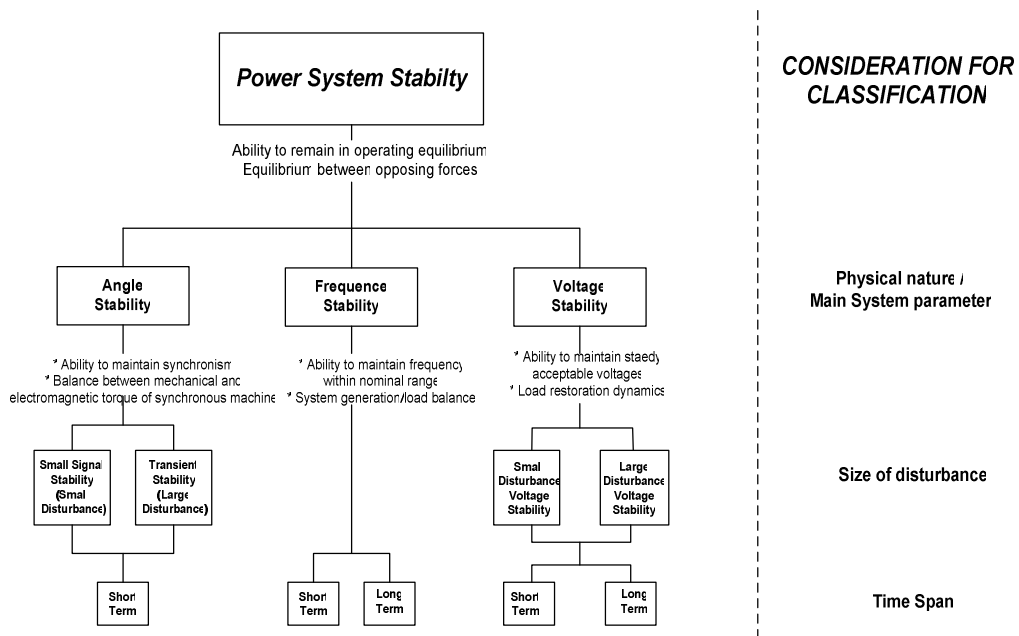 Power System Stabilty
CONSIDERATION FOR
CLASSIFICATION
Ability to remain in operating equilibrium
Equilibrium between opposing forces
Angle
Stability
Frequence
Stability
Voltage
Stability
Physical nature /
Main System parameter
* Ability to maintain synchronism
* Balance between mechanical and
electromagnetic torque of synchronous machine
* Ability to maintain frequency
within nominal range
* System generation/load balance
* Ability to maintain staedy
acceptable voltages
* Load restoration dynamics
Small Signal
Stability
(Smal
Disturbance)
Transient
Stability
(Large
Disturbance)
Smal
Disturbance
Voltage
Stability
Large
Disturbance
Voltage
Stability
Size of disturbance
Short
Term
Short
Term
Long
Term
Short
Term
Long
Term
Time Span